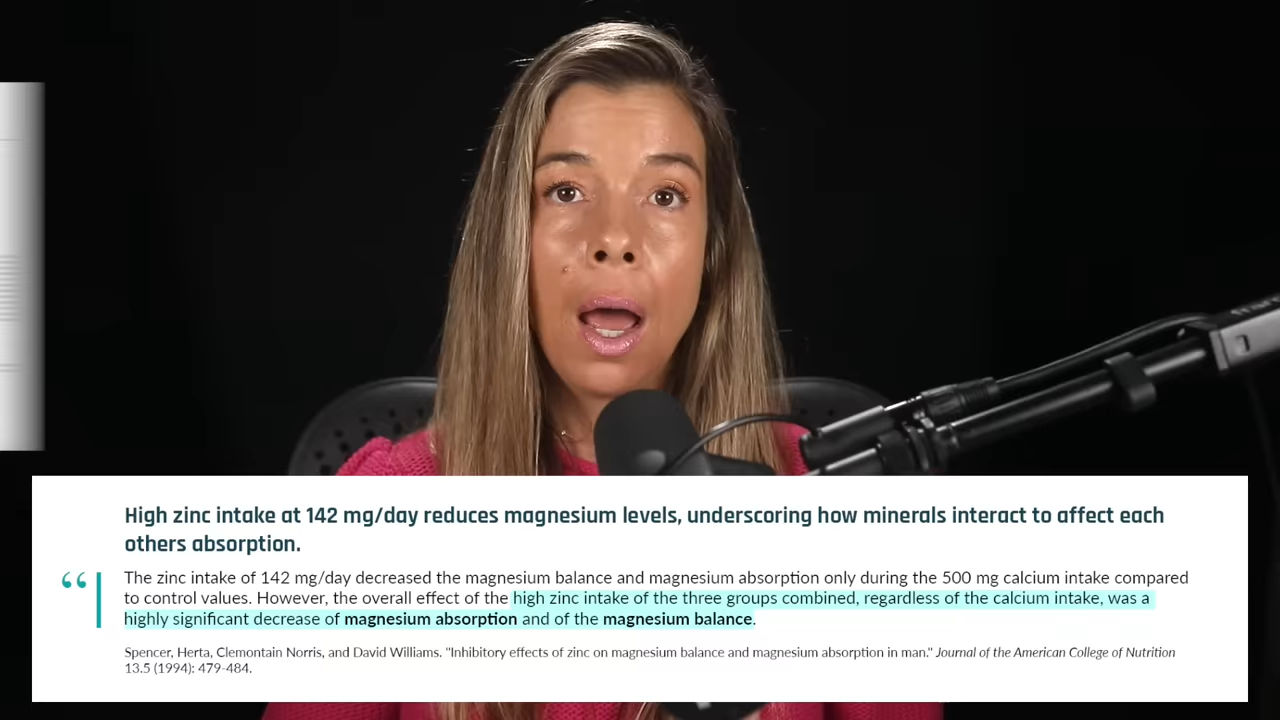 High zinc intake at 142 mg/day reduces magnesium levels, underscoring how minerals interact to affect each
others absorption.
“
The zinc intake of 142 mg/day decreased the magnesium balance and magnesium absorption only during the 500 mg calcium intake compared
to control values. However, the overall effect of the high zinc intake of the three groups combined, regardless of the calcium intake, was a
highly significant decrease of magnesium absorption and of the magnesium balance.
Spencer, Herta, Clemontain Norris, and David Williams. "Inhibitory effects of zinc on magnesium balance and magnesium absorption in man." Journal of the American College of Nutrition
13.5 (1994): 479-484.